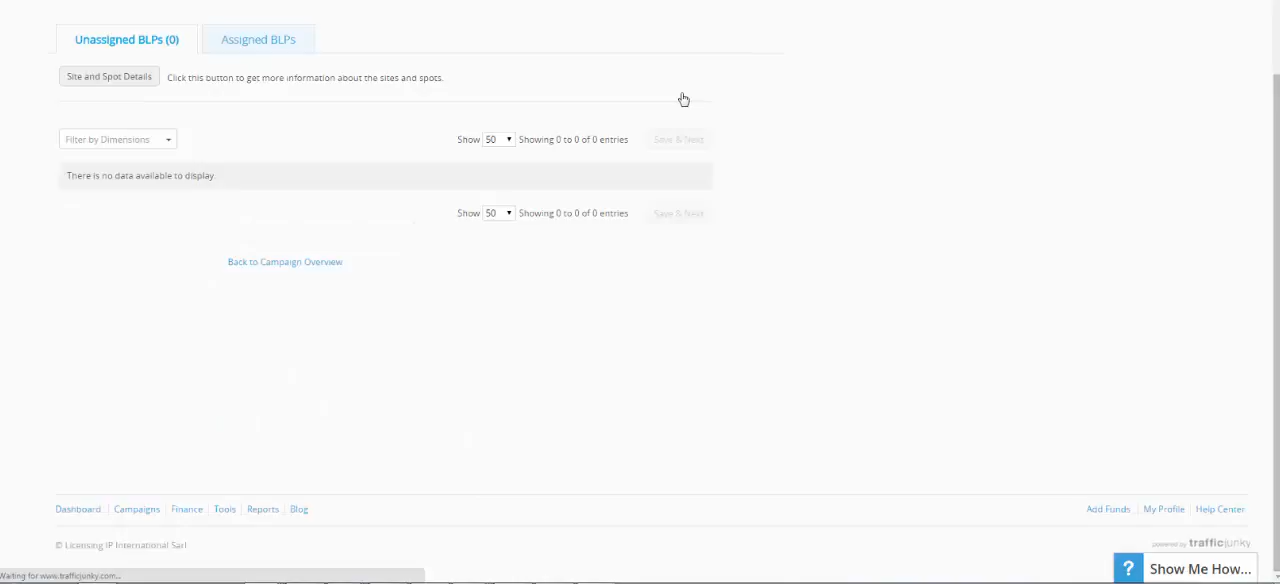 Unassigned BLPs (0) Assigned BLPs
Site and Spot Details Click this button to get more information about the sites and spots.
Filter by Dimensions Show 50 Showing 0 to 0 of 0 entries Save & Next
There is no data available to display.
Show 50 Showing 0 to 0 of 0 entries Save & Next
Back to Campaign Overview
Dashboard Campaigns Finance Tools Reports Blog Add Funds My Profile Help Center
© Licensing IP International Sarl powered by trafficjunky
? Show Me How...
Waiting for www.trafficjunky.com...